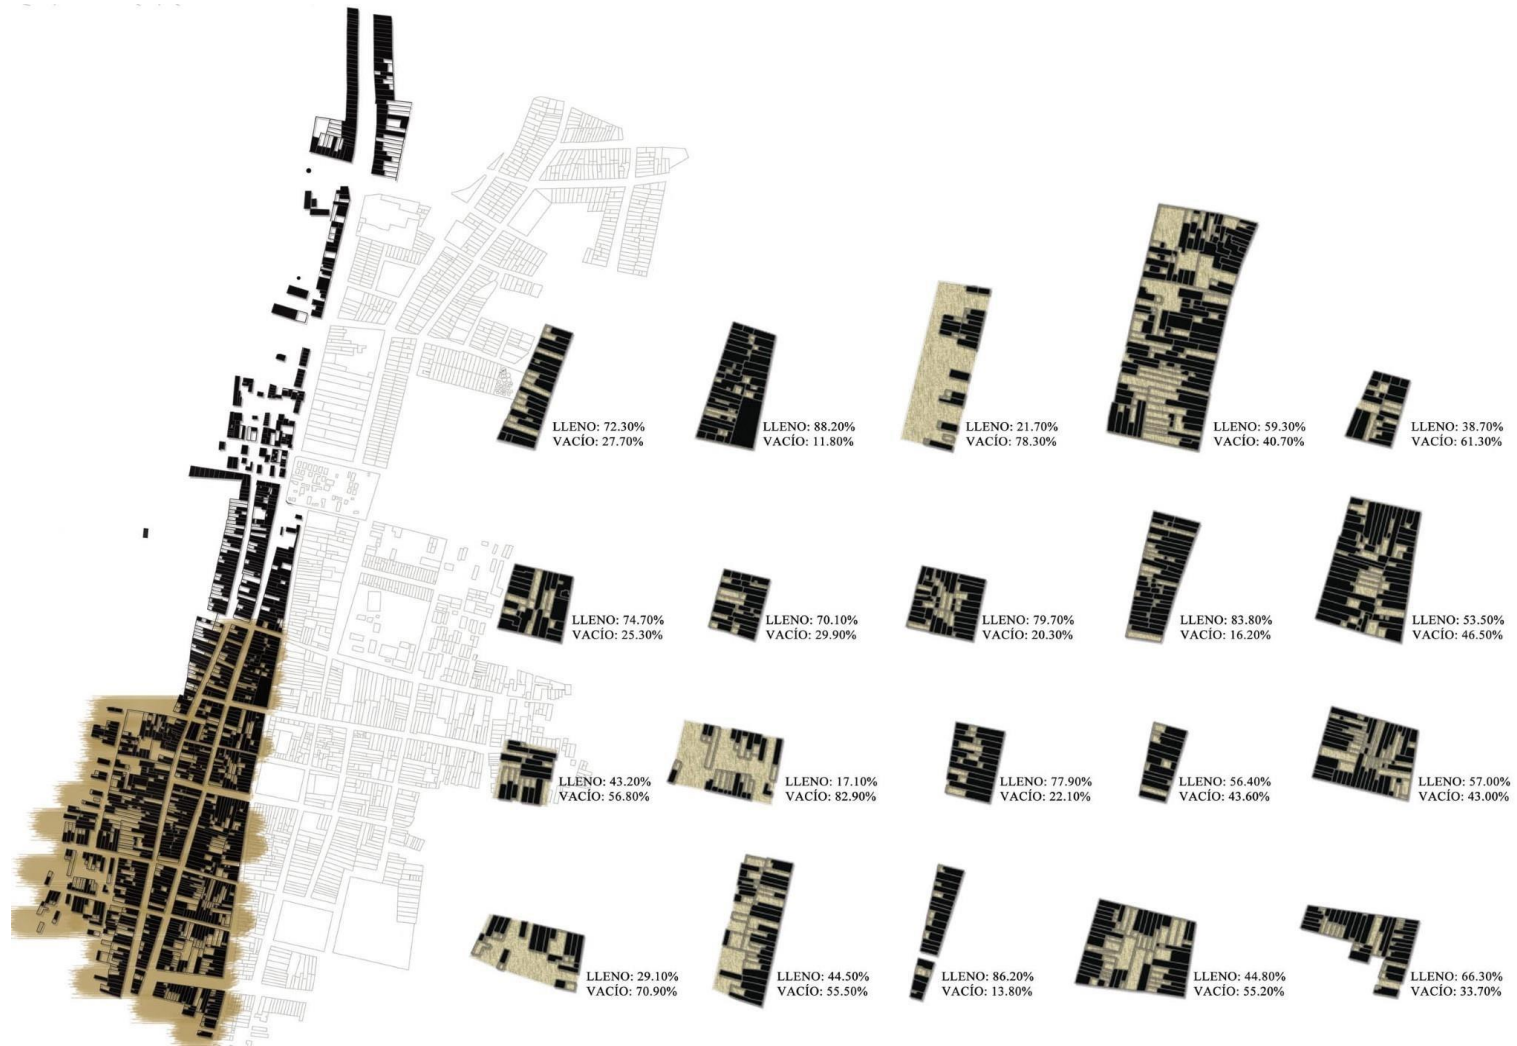 LLENO: 72.30%
VACÍO: 27.70%
LLENO: 88.20%
VACÍO: 11.80%
LLENO: 21.70%
VACÍO: 78.30%
LLENO: 59.30%
VACÍO: 40.70%
LLENO: 38.70%
VACÍO: 61.30%
LLENO: 74.70%
VACÍO: 25.30%
LLENO: 70.10%
VACÍO: 29.90%
LLENO: 79.70%
VACÍO: 20.30%
LLENO: 83.80%
VACÍO: 16.20%
LLENO: 53.50%
VACÍO: 46.50%
LLENO: 43.20%
VACÍO: 56.80%
LLENO: 17.10%
VACÍO: 82.90%
LLENO: 77.90%
VACÍO: 22.10%
LLENO: 56.40%
VACÍO: 43.60%
LLENO: 57.00%
VACÍO: 43.00%
LLENO: 29.10%
VACÍO: 70.90%
LLENO: 44.50%
VACÍO: 55.50%
LLENO: 86.20%
VACÍO: 13.80%
LLENO: 44.80%
VACÍO: 55.20%
LLENO: 66.30%
VACÍO: 33.70%